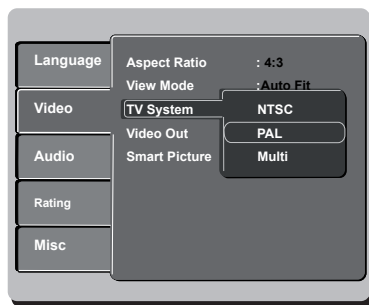 Language
Video
Audio
Rating
Misc
Aspect Ratio : 4:3
View Mode :Auto Fit
TV System
Video Out
Smart Picture
NTSC
PAL
Multi